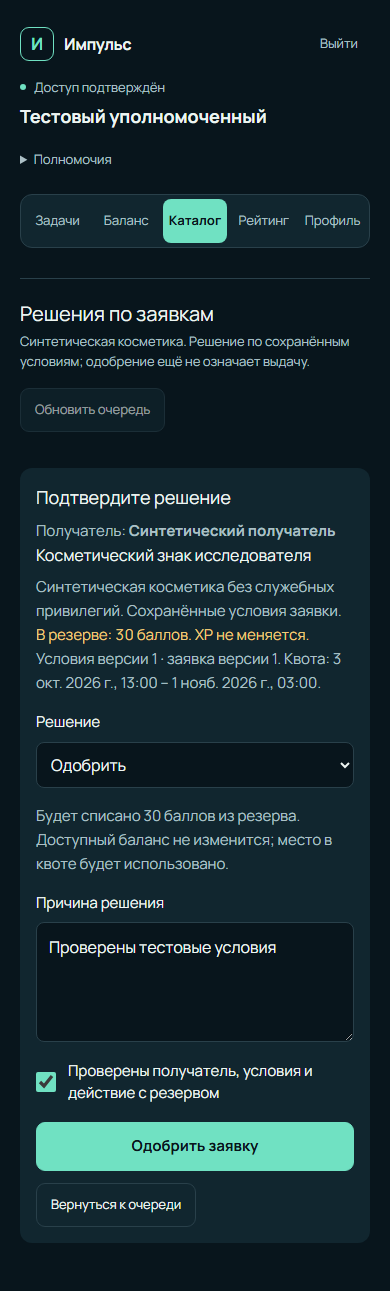 И Импульс Выйти
Доступ подтверждён
Тестовый уполномоченный
Полномочия
Задачи Баланс Каталог Рейтинг Профиль
Решения по заявкам
Синтетическая косметика. Решение по сохранённым
условиям; одобрение ещё не означает выдачу.
Обновить очередь
Подтвердите решение
Получатель: Синтетический получатель
Косметический знак исследователя
Синтетическая косметика без служебных
привилегий. Сохранённые условия заявки.
В резерве: 30 баллов. XP не меняется.
Условия версии 1 · заявка версии 1. Квота: 3
окт. 2026 г., 13:00 – 1 нояб. 2026 г., 03:00.
Решение
Одобрить
Будет списано 30 баллов из резерва.
Доступный баланс не изменится; место в
квоте будет использовано.
Причина решения
Проверены тестовые условия
Проверены получатель, условия и
действие с резервом
Одобрить заявку
Вернуться к очереди